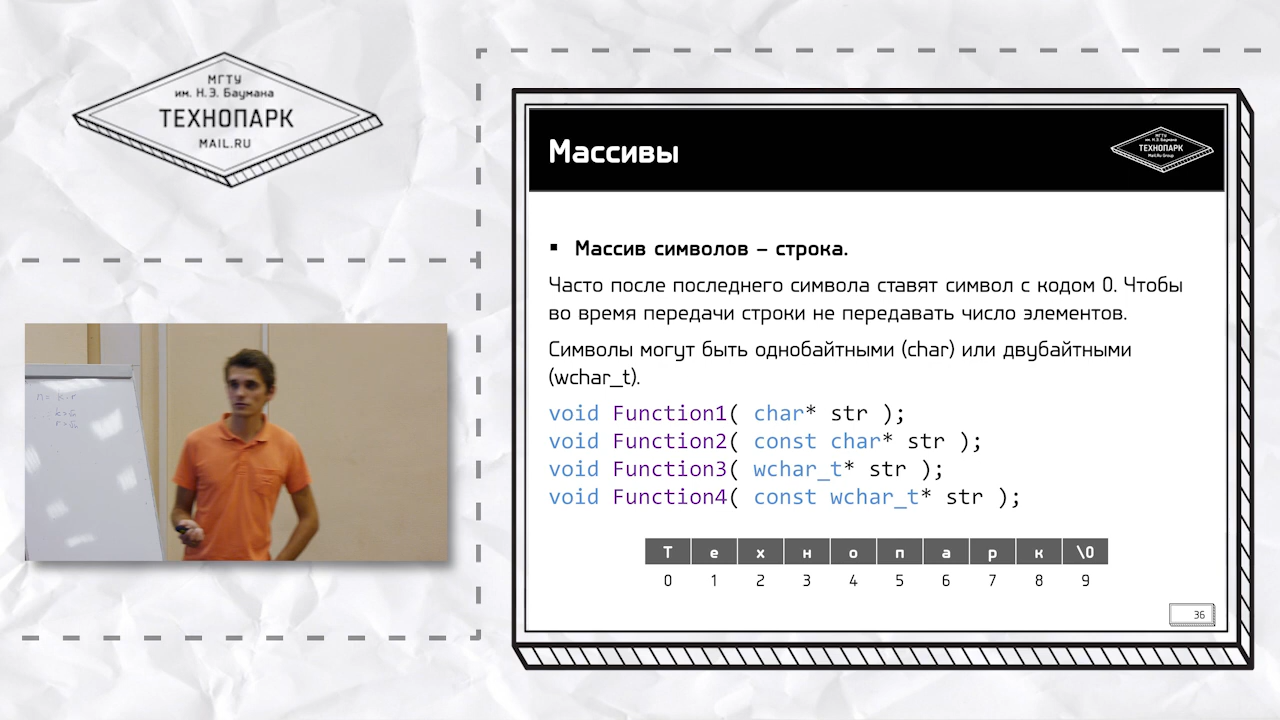 МГТУ
им. Н.Э. Баумана
ТЕХНОПАРК
MAIL.RU
n = k·r
k=6
Массивы
МГТУ
им. Н.Э. Баумана
ТЕХНОПАРК
Mail.Ru Group
▪ Массив символов – строка.
Часто после последнего символа ставят символ с кодом 0. Чтобы
во время передачи строки не передавать число элементов.
Символы могут быть однобайтными (char) или двубайтными
(wchar_t).
void Function1( char* str );
void Function2( const char* str );
void Function3( wchar_t* str );
void Function4( const wchar_t* str );
Т е х н о п а р к \0
0 1 2 3 4 5 6 7 8 9
36